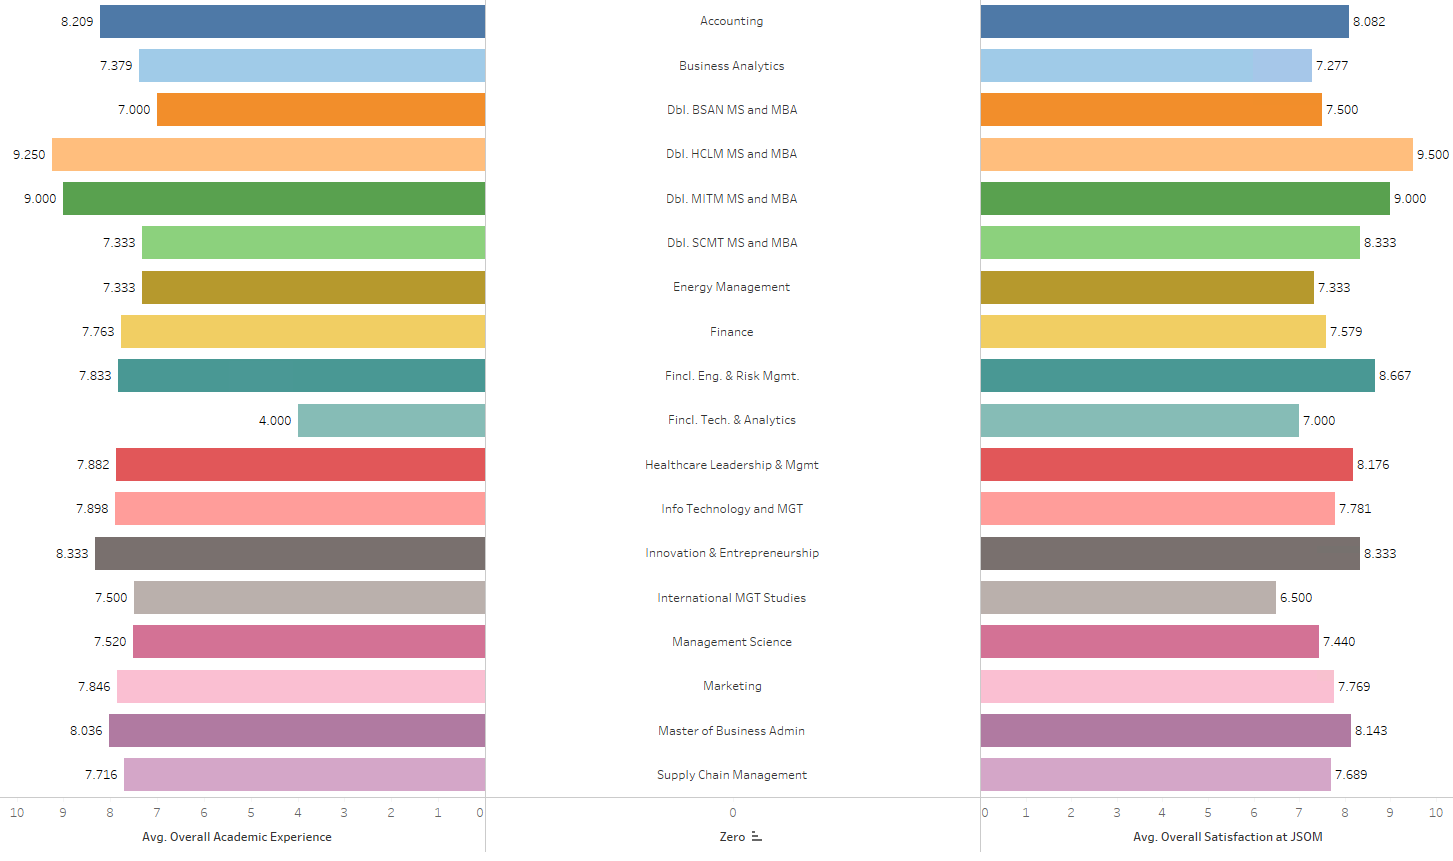 8.209 Accounting 8.082
7.379 Business Analytics 7.277
7.000 Dbl. BSAN MS and MBA 7.500
9.250 Dbl. HCLM MS and MBA 9.500
9.000 Dbl. MITM MS and MBA 9.000
7.333 Dbl. SCMT MS and MBA 8.333
7.333 Energy Management 7.333
7.763 Finance 7.579
7.833 Fincl. Eng. & Risk Mgmt. 8.667
4.000 Fincl. Tech. & Analytics 7.000
7.882 Healthcare Leadership & Mgmt 8.176
7.898 Info Technology and MGT 7.781
8.333 Innovation & Entrepreneurship 8.333
7.500 International MGT Studies 6.500
7.520 Management Science 7.440
7.846 Marketing 7.769
8.036 Master of Business Admin 8.143
7.716 Supply Chain Management 7.689
10 9 8 7 6 5 4 3 2 1 0 0 0 1 2 3 4 5 6 7 8 9 10
Avg. Overall Academic Experience Zero Avg. Overall Satisfaction at JSOM